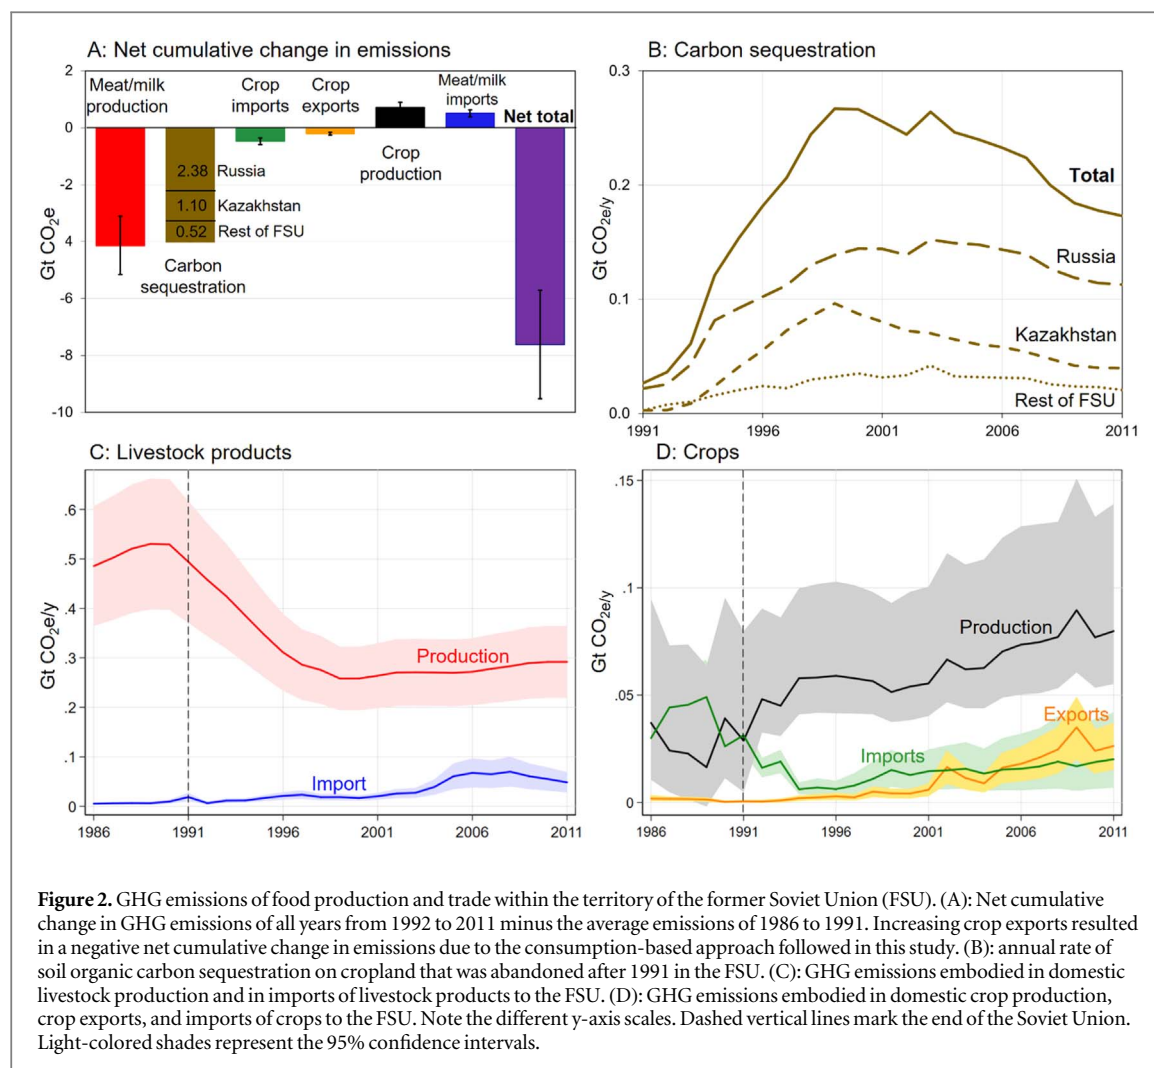 A: Net cumulative change in emissions
Gt CO2e
2
0
-2
-4
-6
-8
-10
Meat/milk
production
Crop
imports
Crop
exports
Meat/milk
imports
Net total
Crop
production
2.38 Russia
1.10 Kazakhstan
0.52 Rest of FSU
Carbon
sequestration
B: Carbon sequestration
Gt CO2e/y
0.3
0.2
0.1
0.0
Total
Russia
Kazakhstan
Rest of FSU
1991 1996 2001 2006 2011
C: Livestock products
Gt CO2e/y
.6
.5
.4
.3
.2
.1
0
Production
Import
1986 1991 1996 2001 2006 2011
D: Crops
Gt CO2e/y
.15
.1
.05
0
Production
Exports
Imports
1986 1991 1996 2001 2006 2011
Figure 2. GHG emissions of food production and trade within the territory of the former Soviet Union (FSU). (A): Net cumulative
change in GHG emissions of all years from 1992 to 2011 minus the average emissions of 1986 to 1991. Increasing crop exports resulted
in a negative net cumulative change in emissions due to the consumption-based approach followed in this study. (B): annual rate of
soil organic carbon sequestration on cropland that was abandoned after 1991 in the FSU. (C): GHG emissions embodied in domestic
livestock production and in imports of livestock products to the FSU. (D): GHG emissions embodied in domestic crop production,
crop exports, and imports of crops to the FSU. Note the different y-axis scales. Dashed vertical lines mark the end of the Soviet Union.
Light-colored shades represent the 95% confidence intervals.